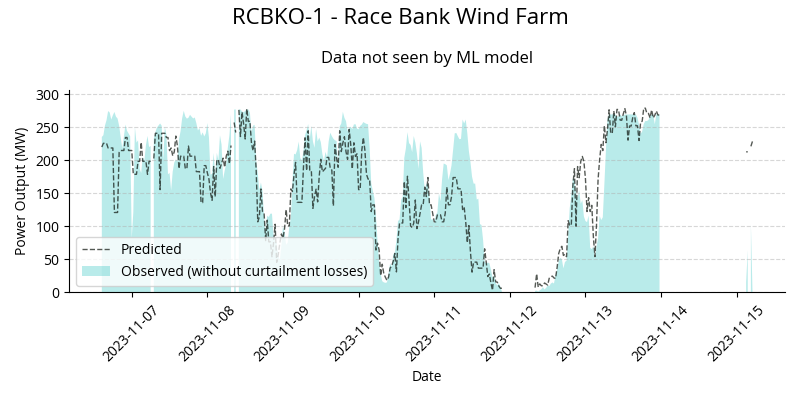 RCBKO-1 - Race Bank Wind Farm
Data not seen by ML model
Power Output (MW)
300
250
200
150
100
50
0
Predicted
Observed (without curtailment losses)
2023-11-07
2023-11-08
2023-11-09
2023-11-10
2023-11-11
2023-11-12
2023-11-13
2023-11-14
2023-11-15
Date